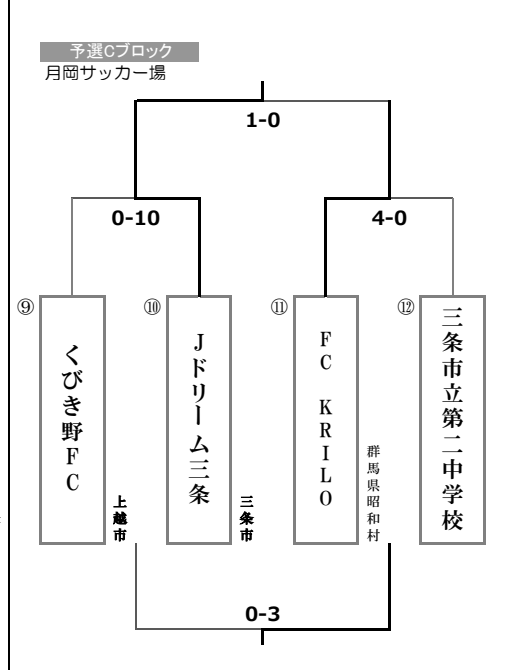 予選Cブロック
月岡サッカー場
1-0
0-10
4-0
⑨
くびき野FC
上越市
⑩
Jドリーム三条
三条市
⑪
FC KRILO
群馬県昭和村
⑫
三条市立第二中学校
0-3